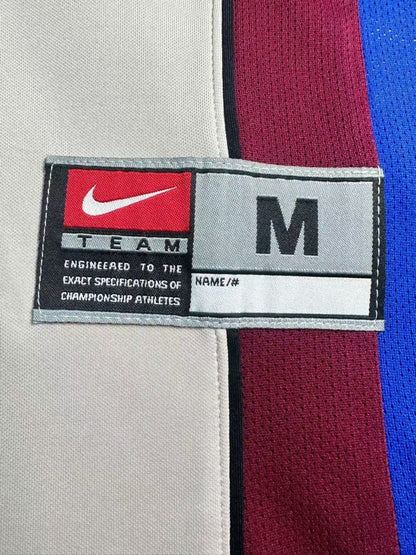 TEAM
ENGINEERED TO THE
EXACT SPECIFICATIONS OF
CHAMPIONSHIP ATHLETES
M
NAME/#